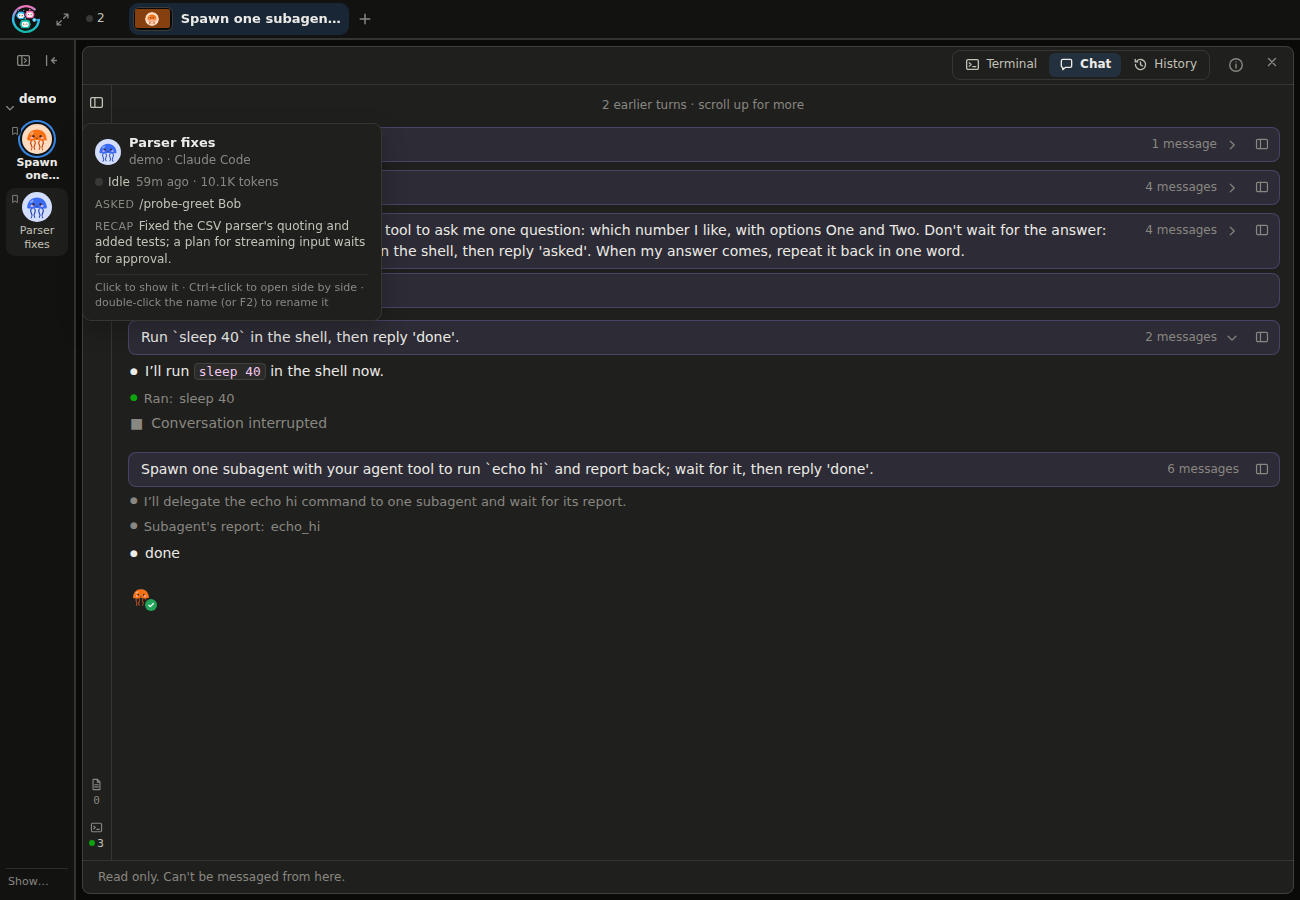 2
Spawn one subagen…
Terminal
Chat
History
demo
Spawn
one…
Parser
fixes
Show…
2 earlier turns · scroll up for more
1 message
4 messages
tool to ask me one question: which number I like, with options One and Two. Don't wait for the answer:
n the shell, then reply 'asked'. When my answer comes, repeat it back in one word.
4 messages
Parser fixes
demo · Claude Code
Idle 59m ago · 10.1K tokens
ASKED /probe-greet Bob
RECAP Fixed the CSV parser's quoting and
added tests; a plan for streaming input waits
for approval.
Click to show it · Ctrl+click to open side by side ·
double-click the name (or F2) to rename it
Run `sleep 40` in the shell, then reply 'done'.
2 messages
I’ll run sleep 40 in the shell now.
Ran: sleep 40
Conversation interrupted
Spawn one subagent with your agent tool to run `echo hi` and report back; wait for it, then reply 'done'.
6 messages
I’ll delegate the echo hi command to one subagent and wait for its report.
Subagent's report: echo_hi
done
0
3
Read only. Can't be messaged from here.